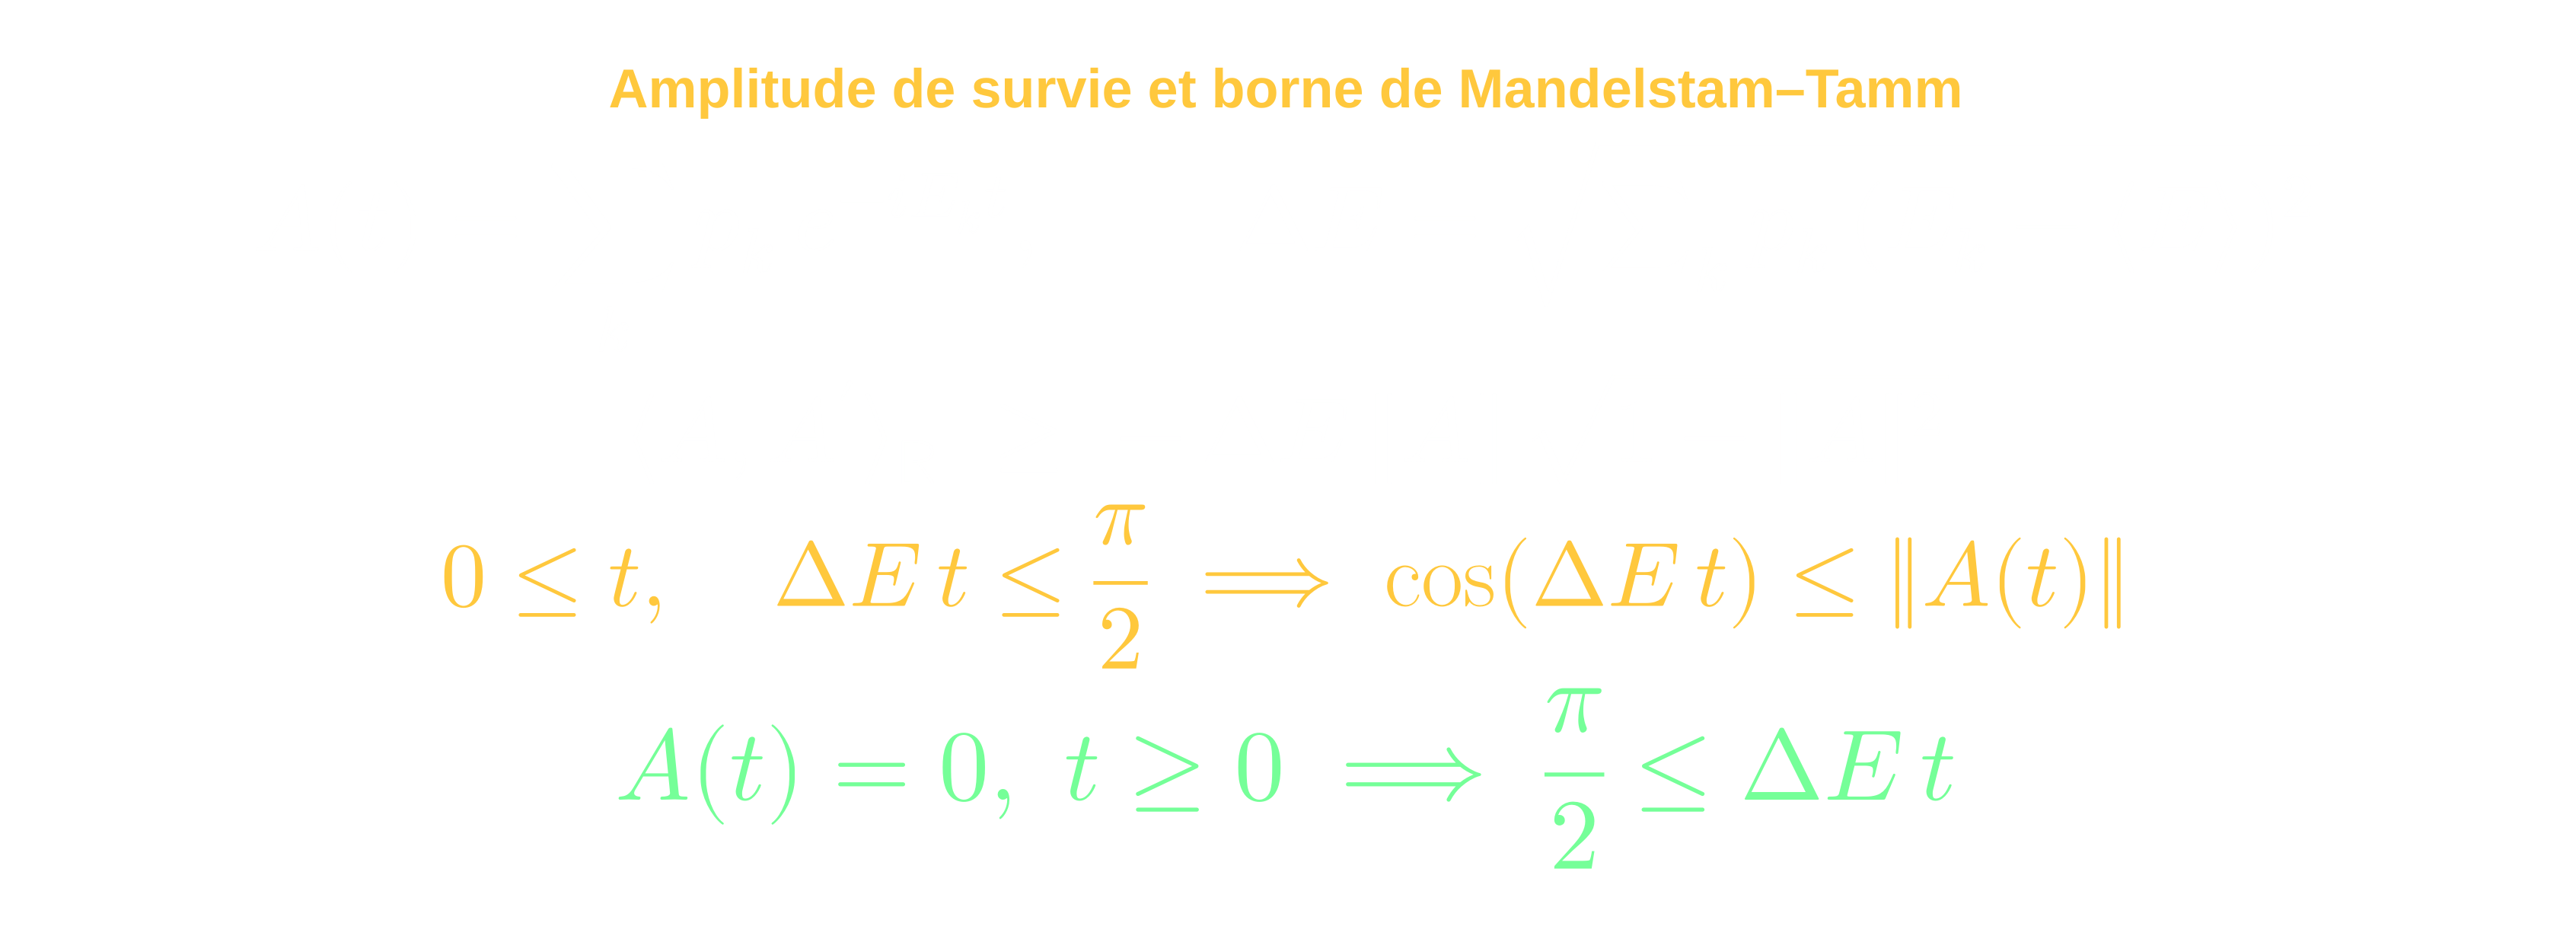 Amplitude de survie et borne de Mandelstam–Tamm
0 ≤ t, ΔE t ≤ π/2 ⟹ cos(ΔE t) ≤ ‖A(t)‖
A(t) = 0, t ≥ 0 ⟹ π/2 ≤ ΔE t